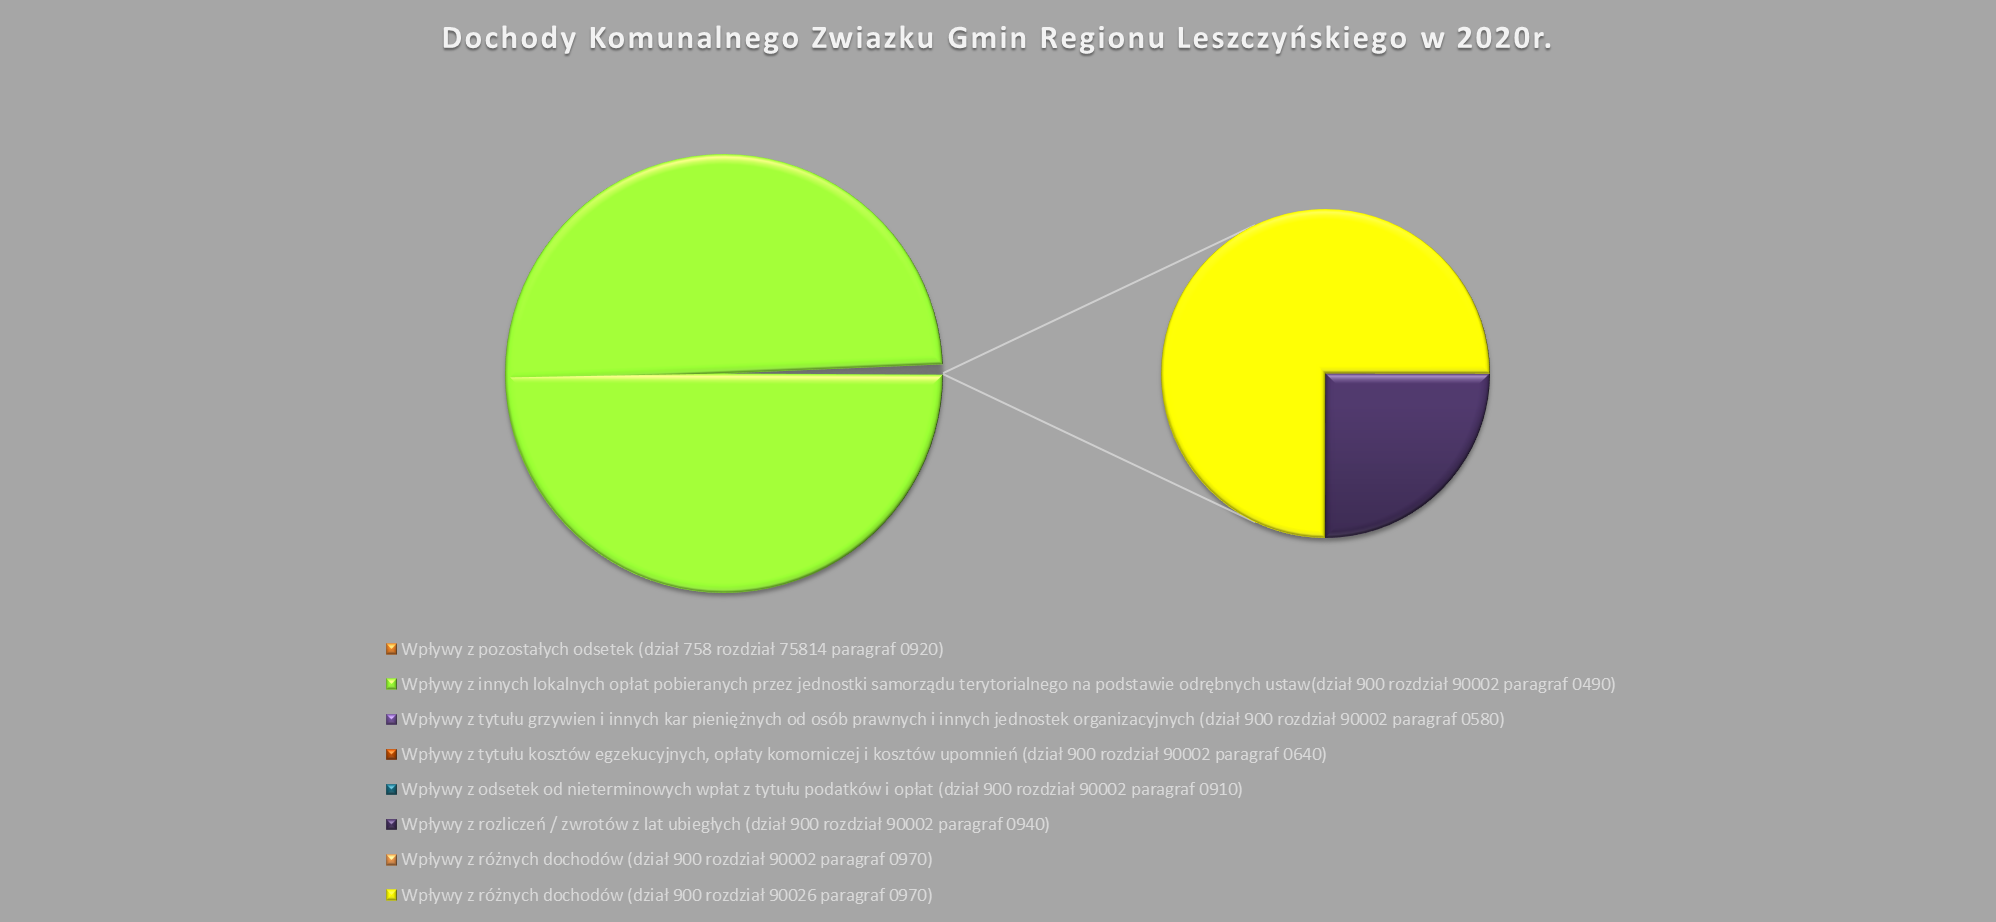 Dochody Komunalnego Zwiazku Gmin Regionu Leszczyńskiego w 2020r.
Wpływy z pozostałych odsetek (dział 758 rozdział 75814 paragraf 0920)
Wpływy z innych lokalnych opłat pobieranych przez jednostki samorządu terytorialnego na podstawie odrębnych ustaw(dział 900 rozdział 90002 paragraf 0490)
Wpływy z tytułu grzywien i innych kar pieniężnych od osób prawnych i innych jednostek organizacyjnych (dział 900 rozdział 90002 paragraf 0580)
Wpływy z tytułu kosztów egzekucyjnych, opłaty komorniczej i kosztów upomnień (dział 900 rozdział 90002 paragraf 0640)
Wpływy z odsetek od nieterminowych wpłat z tytułu podatków i opłat (dział 900 rozdział 90002 paragraf 0910)
Wpływy z rozliczeń / zwrotów z lat ubiegłych (dział 900 rozdział 90002 paragraf 0940)
Wpływy z różnych dochodów (dział 900 rozdział 90002 paragraf 0970)
Wpływy z różnych dochodów (dział 900 rozdział 90026 paragraf 0970)